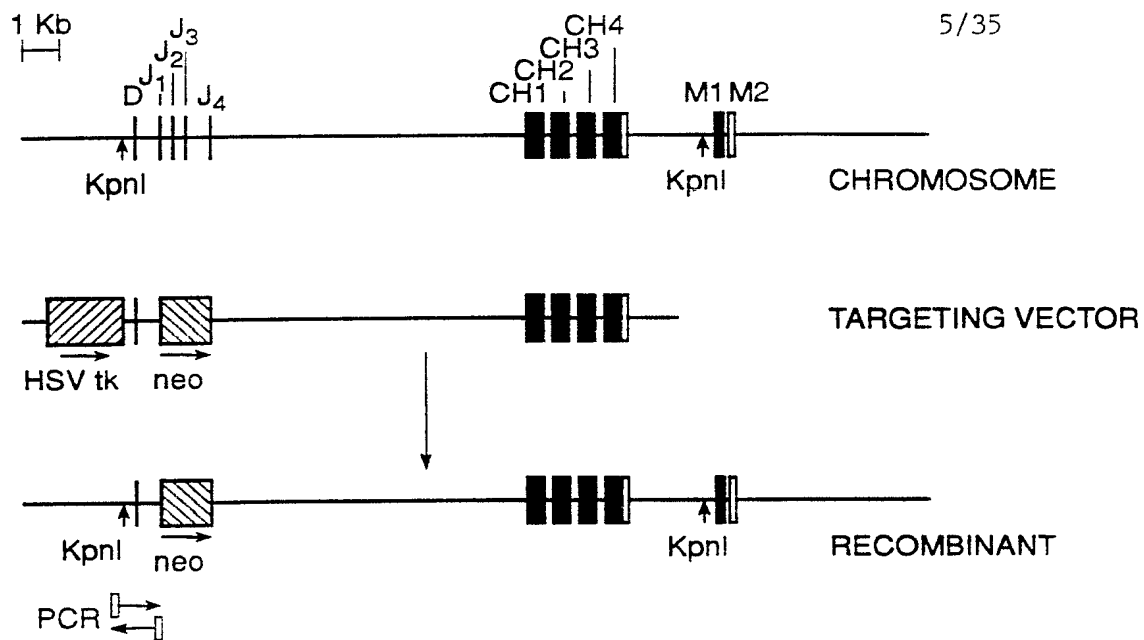 1 Kb
5/35
D J1 J2 J3 J4
CH1 CH2 CH3 CH4
M1 M2
KpnI
KpnI
CHROMOSOME
TARGETING VECTOR
HSV tk
neo
KpnI
neo
KpnI
RECOMBINANT
PCR